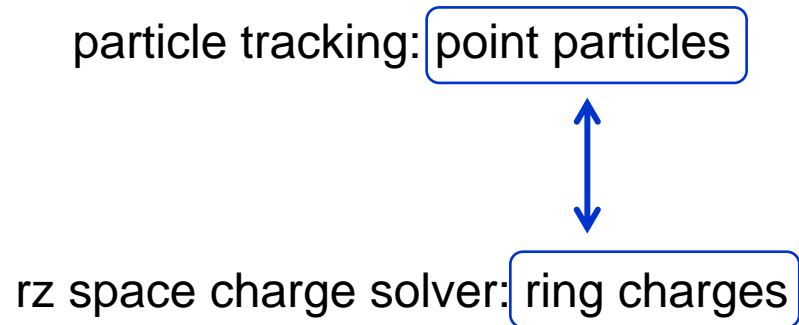 particle tracking: point particles
rz space charge solver: ring charges